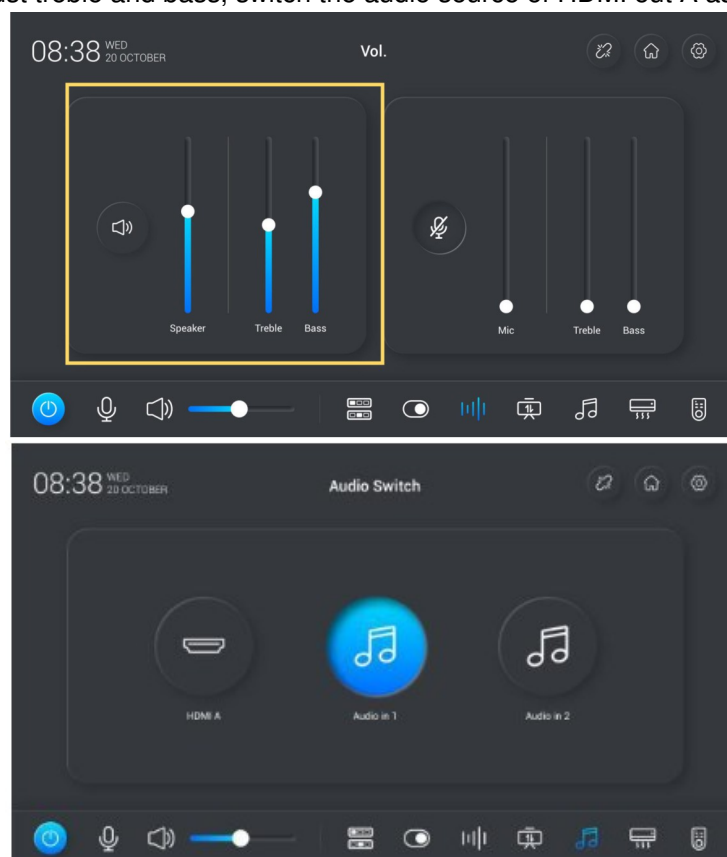 treble and bass, switch the audio source of HDMI out A
08:38 WED
20 OCTOBER
Vol.
Speaker
Treble
Bass
Mic
Treble
Bass
08:38 WED
20 OCTOBER
Audio Switch
HDMI A
Audio in 1
Audio in 2